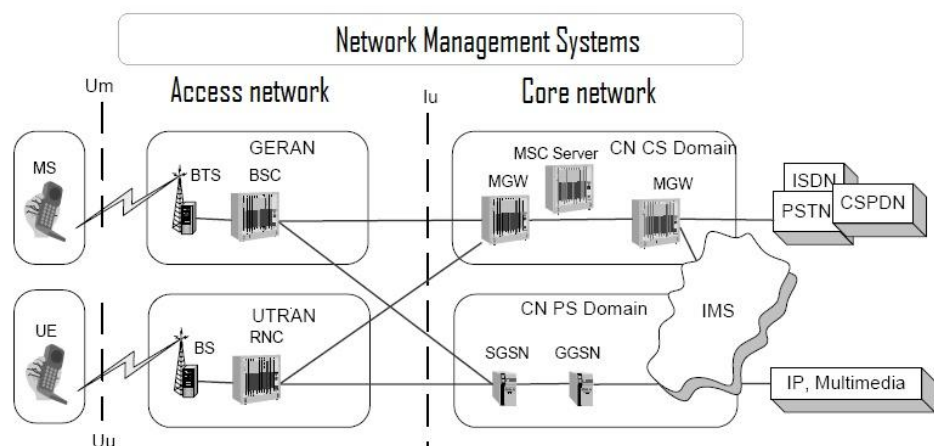 Network Management Systems
Um
Access network
Iu
Core network
MS
GERAN
BTS
BSC
MSC Server
CN CS Domain
MGW
MGW
ISDN
PSTN
CSPDN
UE
UTRAN
RNC
BS
CN PS Domain
IMS
SGSN
GGSN
IP, Multimedia
Uu